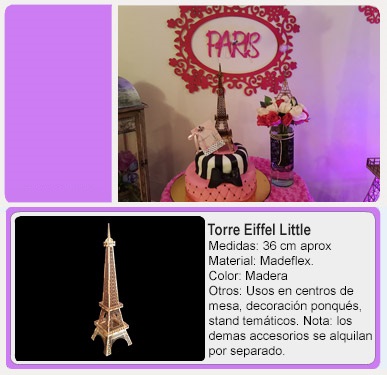 PARIS
Torre Eiffel Little
Medidas: 36 cm aprox
Material: Madeflex.
Color: Madera
Otros: Usos en centros de
mesa, decoración ponqués,
stand temáticos. Nota: los
demas accesorios se alquilan
por separado.